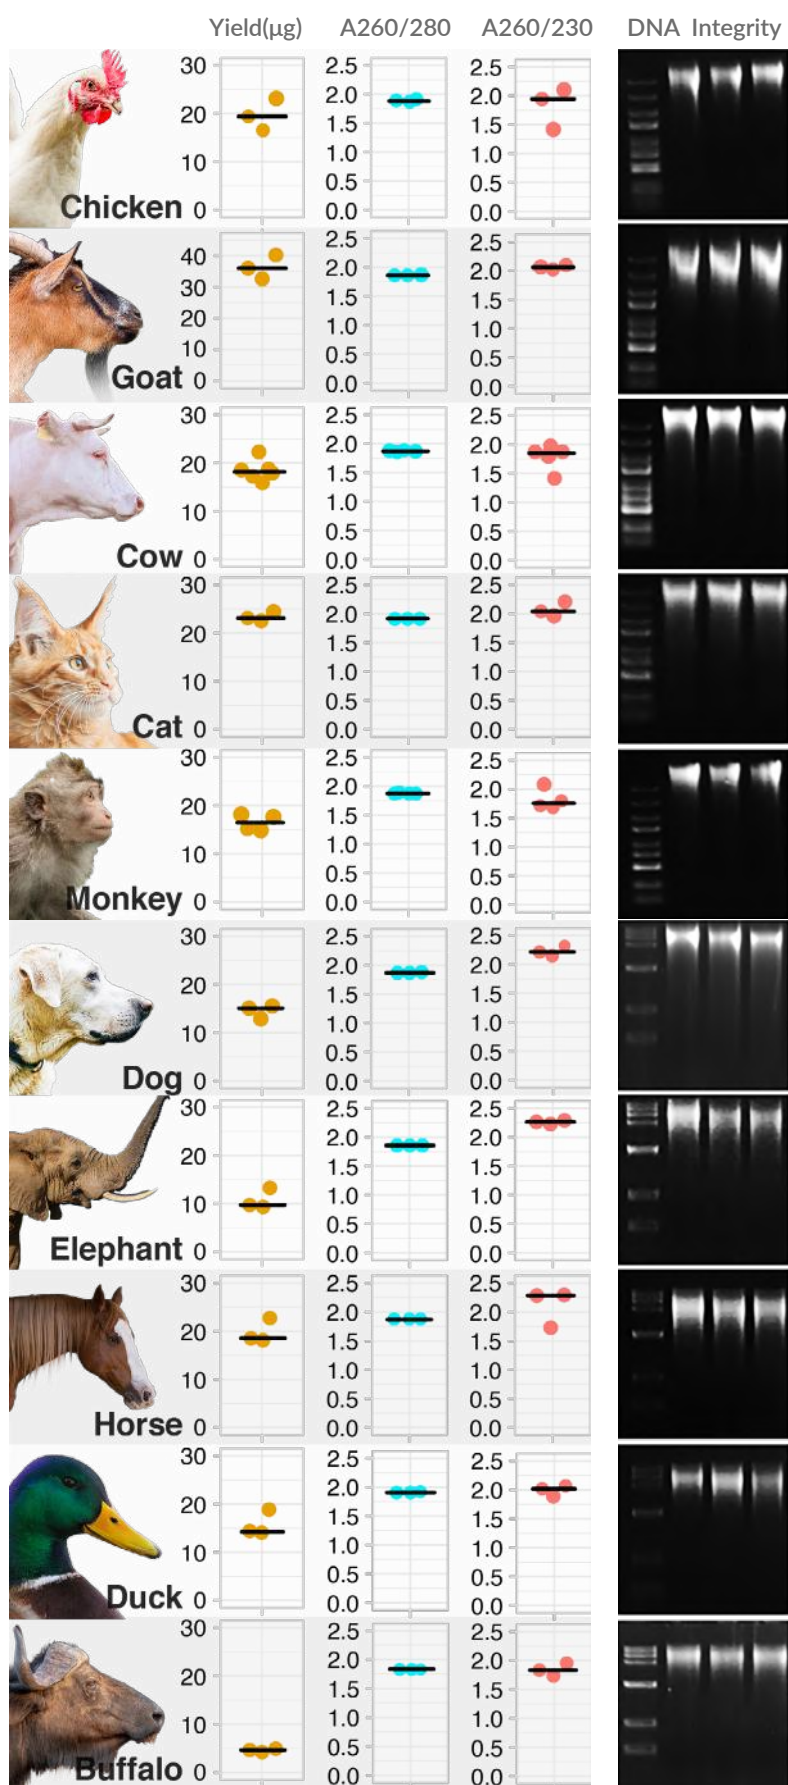 Yield(µg) A260/280 A260/230 DNA Integrity
30 2.5 2.5
20 2.0 2.0
1.5 1.5
10 1.0 1.0
0.5 0.5
Chicken 0 0.0 0.0
40 2.5 2.5
30 2.0 2.0
20 1.5 1.5
10 1.0 1.0
0.5 0.5
Goat 0 0.0 0.0
30 2.5 2.5
20 2.0 2.0
1.5 1.5
10 1.0 1.0
0.5 0.5
Cow 0 0.0 0.0
30 2.5 2.5
20 2.0 2.0
1.5 1.5
10 1.0 1.0
0.5 0.5
Cat 0 0.0 0.0
30 2.5 2.5
20 2.0 2.0
1.5 1.5
10 1.0 1.0
0.5 0.5
Monkey 0 0.0 0.0
30 2.5 2.5
20 2.0 2.0
1.5 1.5
10 1.0 1.0
0.5 0.5
Dog 0 0.0 0.0
30 2.5 2.5
20 2.0 2.0
1.5 1.5
10 1.0 1.0
0.5 0.5
Elephant 0 0.0 0.0
30 2.5 2.5
20 2.0 2.0
1.5 1.5
10 1.0 1.0
0.5 0.5
Horse 0 0.0 0.0
30 2.5 2.5
20 2.0 2.0
1.5 1.5
10 1.0 1.0
0.5 0.5
Duck 0 0.0 0.0
30 2.5 2.5
20 2.0 2.0
1.5 1.5
10 1.0 1.0
0.5 0.5
Buffalo 0 0.0 0.0